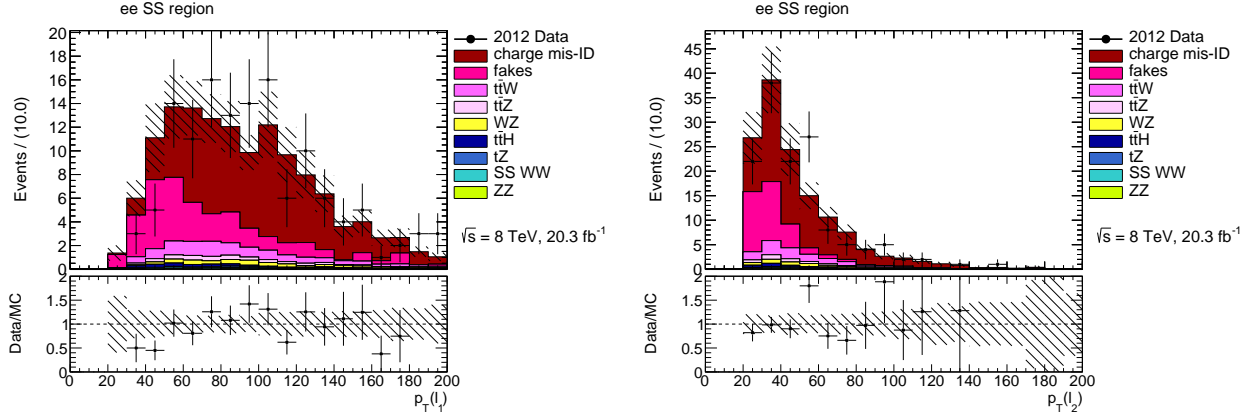 ee SS region
Events / (10.0)
20
18
16
14
12
10
8
6
4
2
0
2012 Data
charge mis-ID
fakes
tt̄W
tt̄Z
WZ
tt̄H
tZ
SS WW
ZZ
√s = 8 TeV, 20.3 fb⁻¹
Data/MC
2
1.5
1
0.5
0
0 20 40 60 80 100 120 140 160 180 200
p_T(l_1)
ee SS region
Events / (10.0)
45
40
35
30
25
20
15
10
5
0
2012 Data
charge mis-ID
fakes
tt̄W
tt̄Z
WZ
tt̄H
tZ
SS WW
ZZ
√s = 8 TeV, 20.3 fb⁻¹
Data/MC
2
1.5
1
0.5
0
0 20 40 60 80 100 120 140 160 180 200
p_T(l_2)